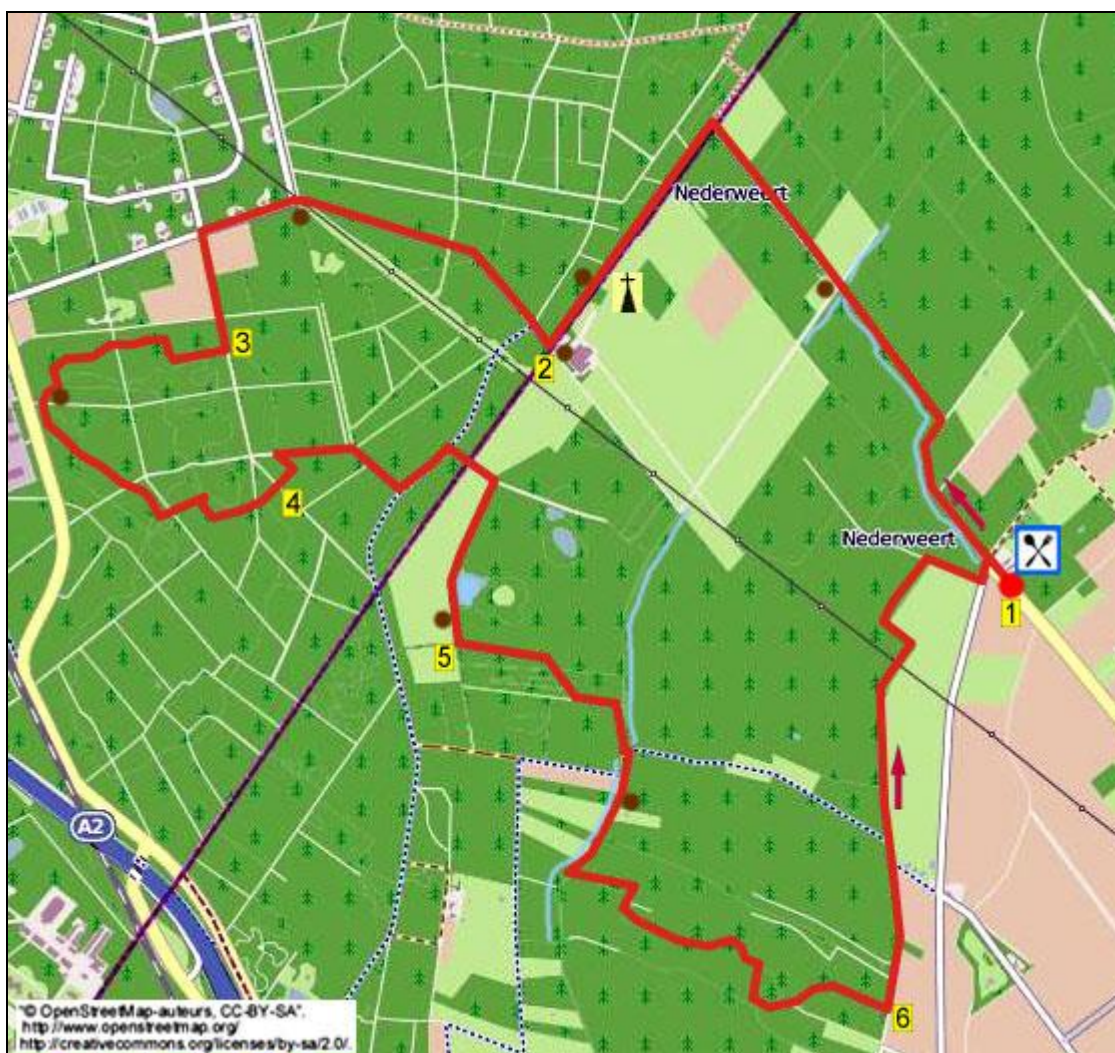 Nederweert
2
3
4
Nederweert
1
5
A2
6
"© OpenStreetMap-auteurs, CC-BY-SA".
http://www.openstreetmap.org/
http://creativecommons.org/licenses/by-sa/2.0/.